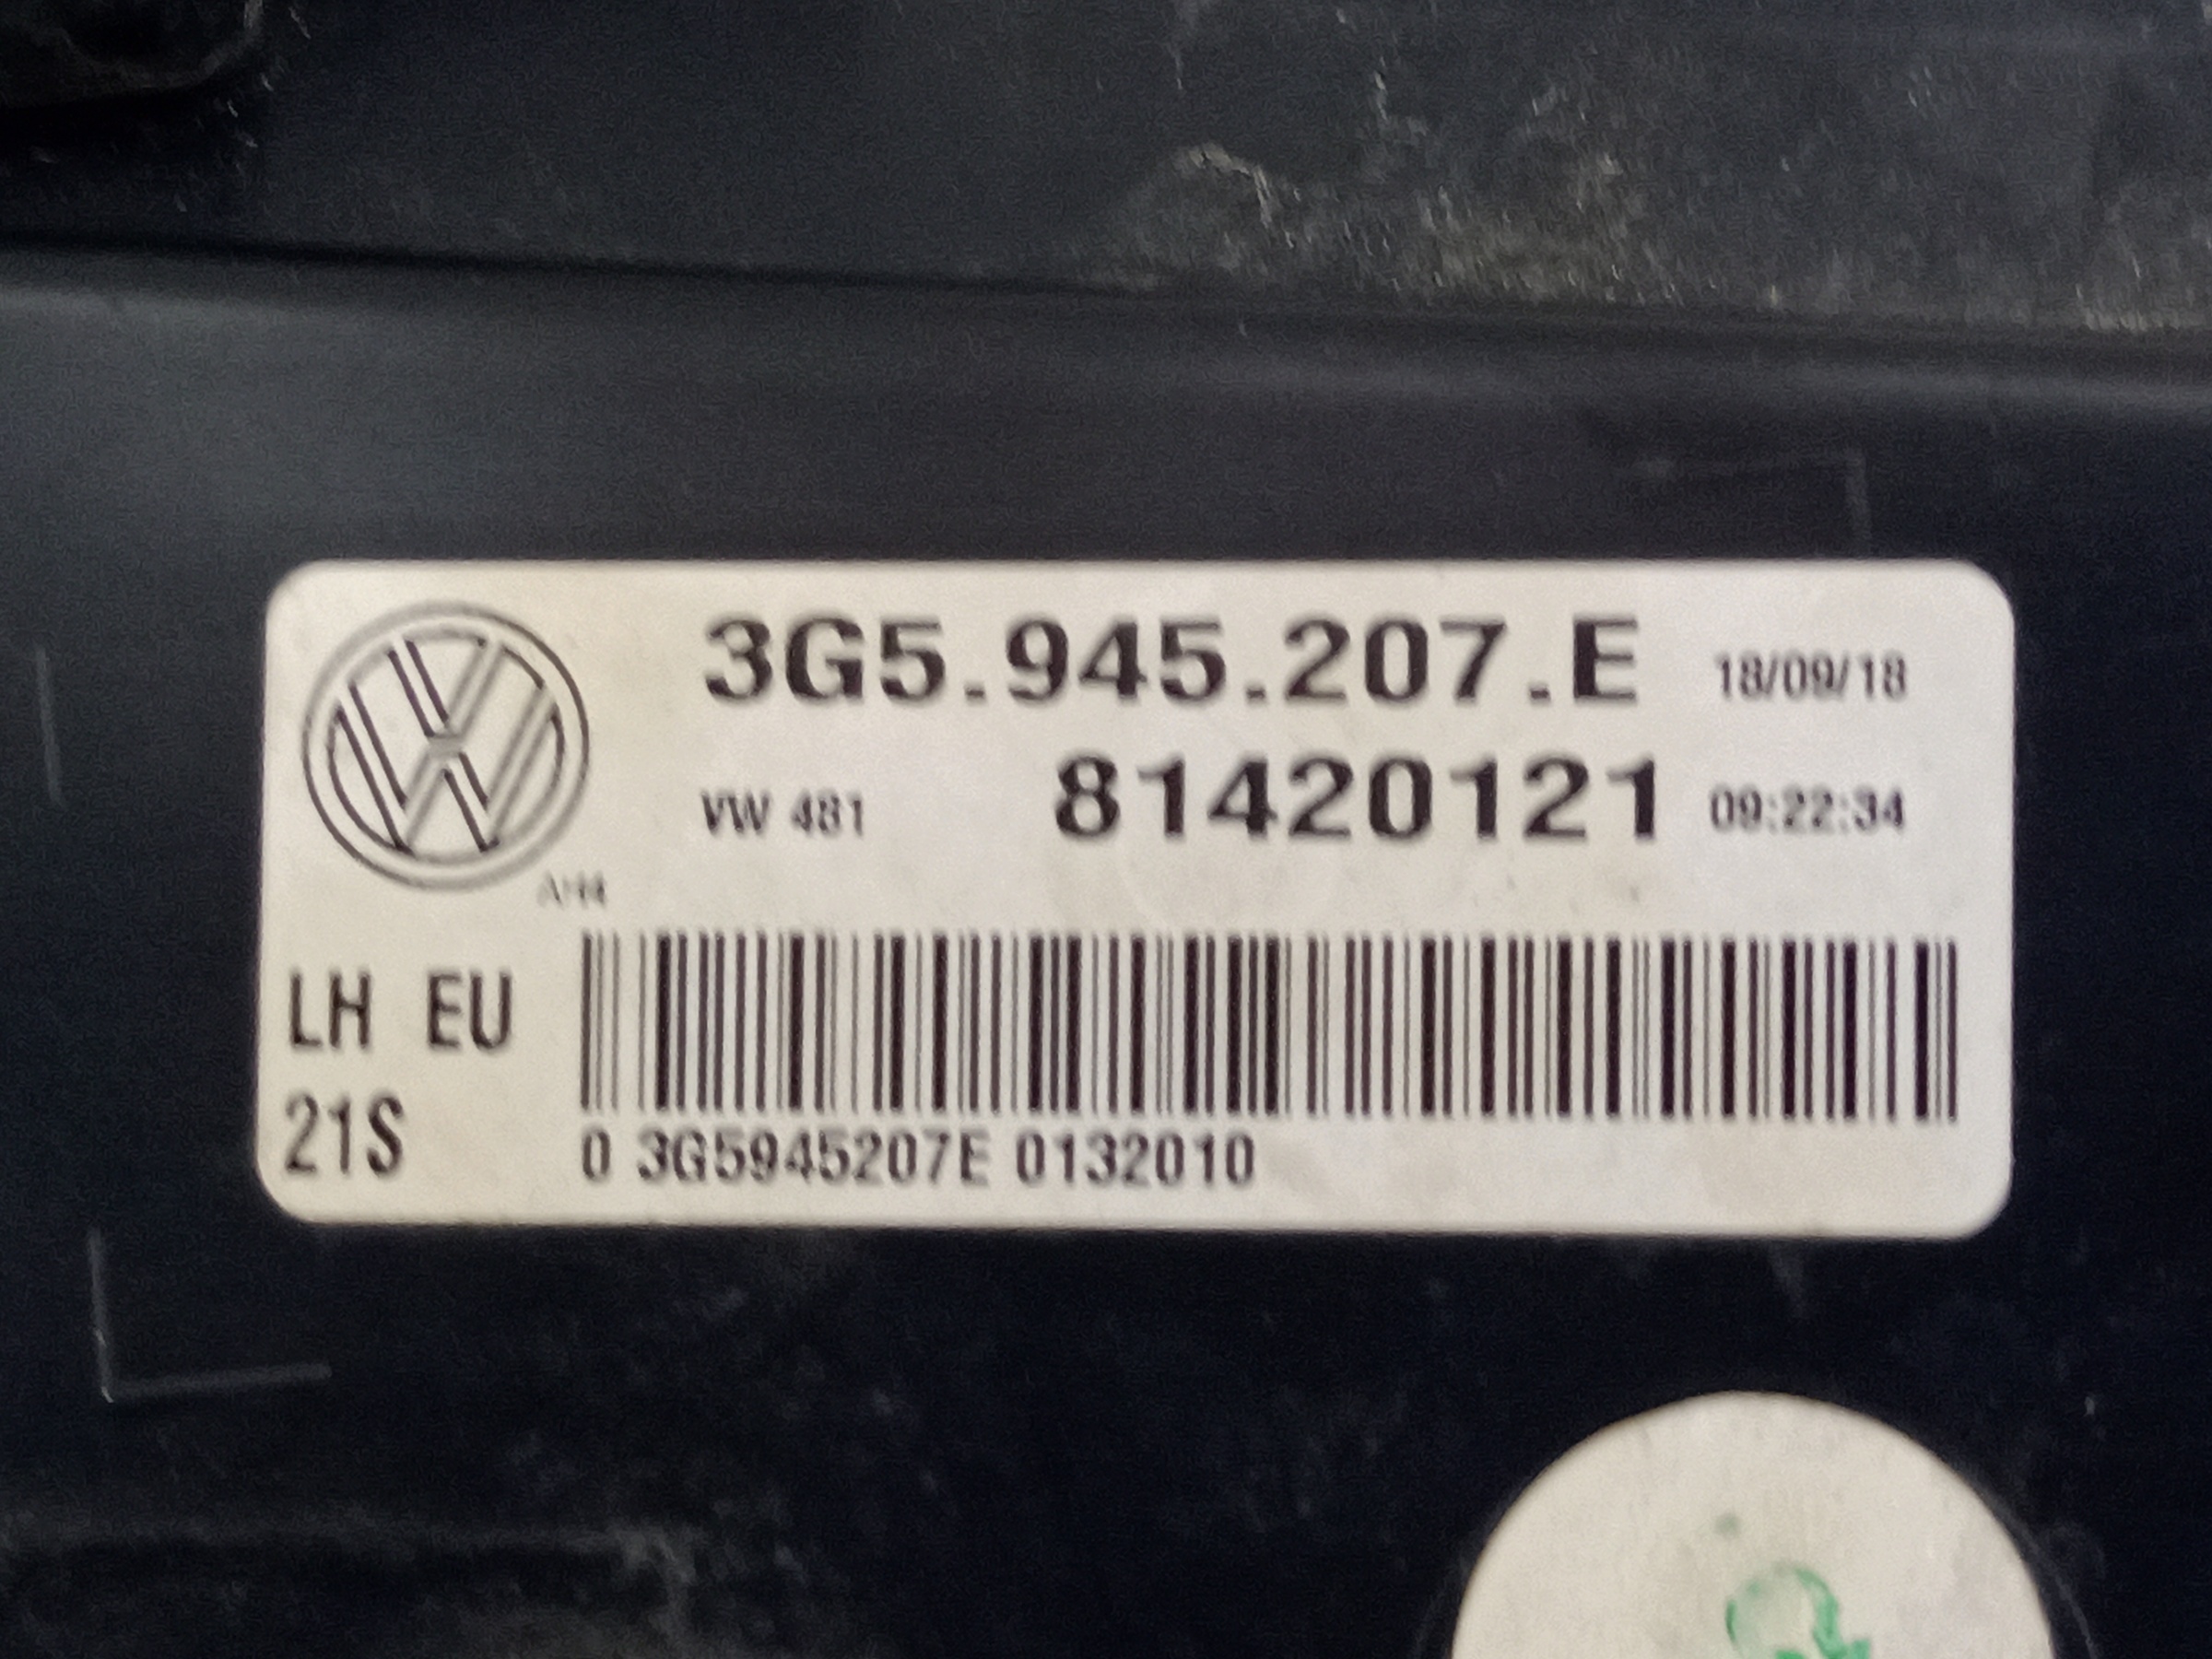 3G5.945.207.E 18/09/18
VW 481 81420121 09:22:34
LH EU
21S
0 3G5945207E 0132010